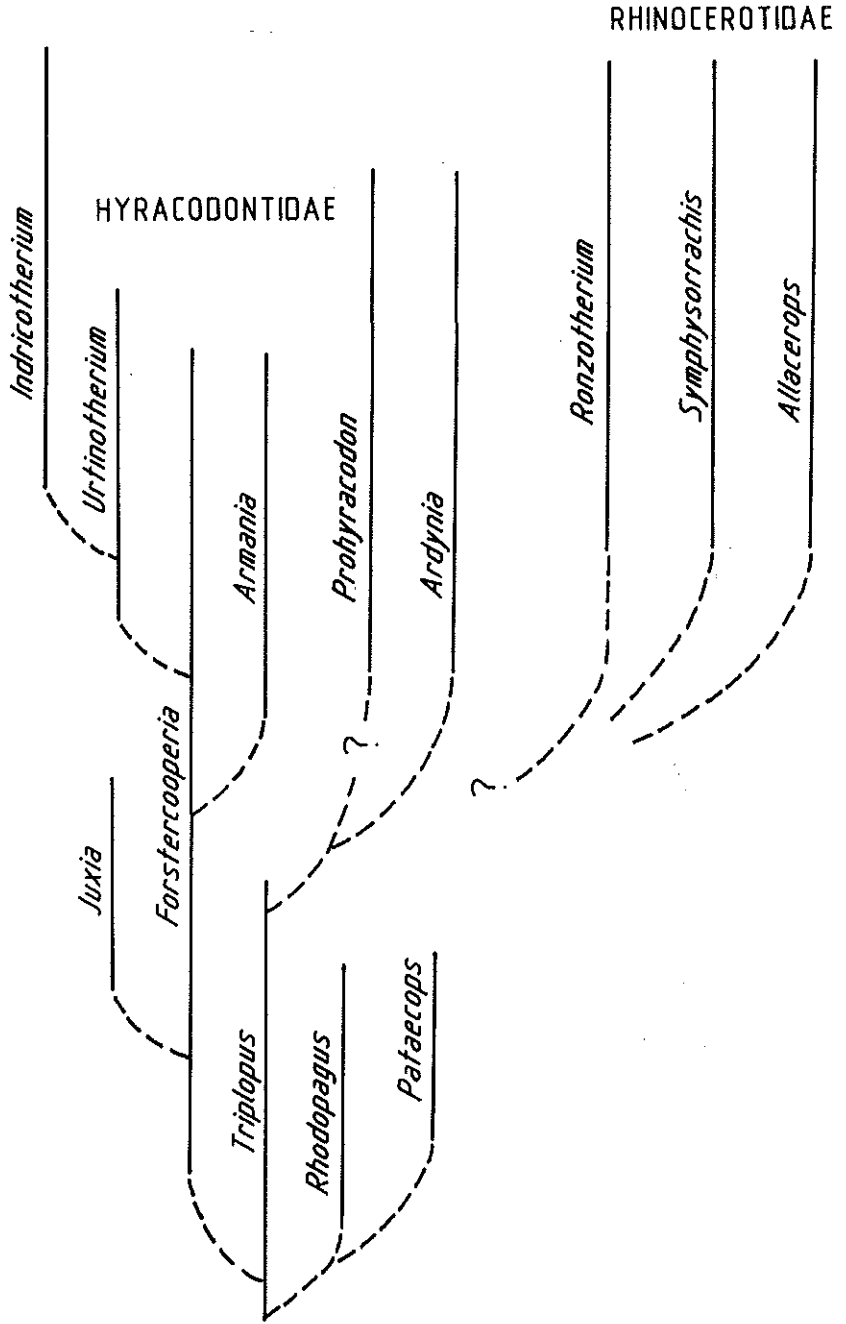 RHINOCEROTIDAE
HYRACODONTIDAE
Indricotherium
Urtinotherium
Juxia
Forstercooperia
Armania
Triplopus
Prohyracodon
?
Rhodopagus
Ardynia
Pataecops
?
Ronzotherium
Symphysorrachis
Allacerops